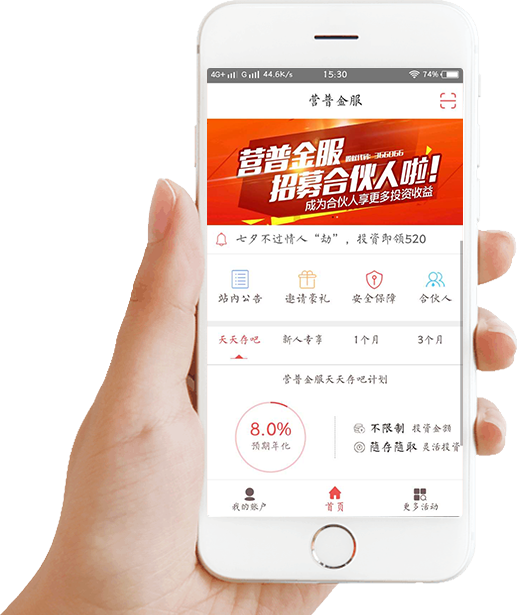 4G+ G 44.6K/s 15:30 74%
营普金服
营普金服
股权代码: 366066
招募合伙人啦!
成为合伙人享更多投资收益
七夕不过情人“劫”，投资即领520
站内公告 邀请豪礼 安全保障 合伙人
天天存吧 新人专享 1个月 3个月
营普金服天天存吧计划
8.0%
预期年化
不限制 投资金额
随存随取 灵活投资
我的账户 首页 更多活动